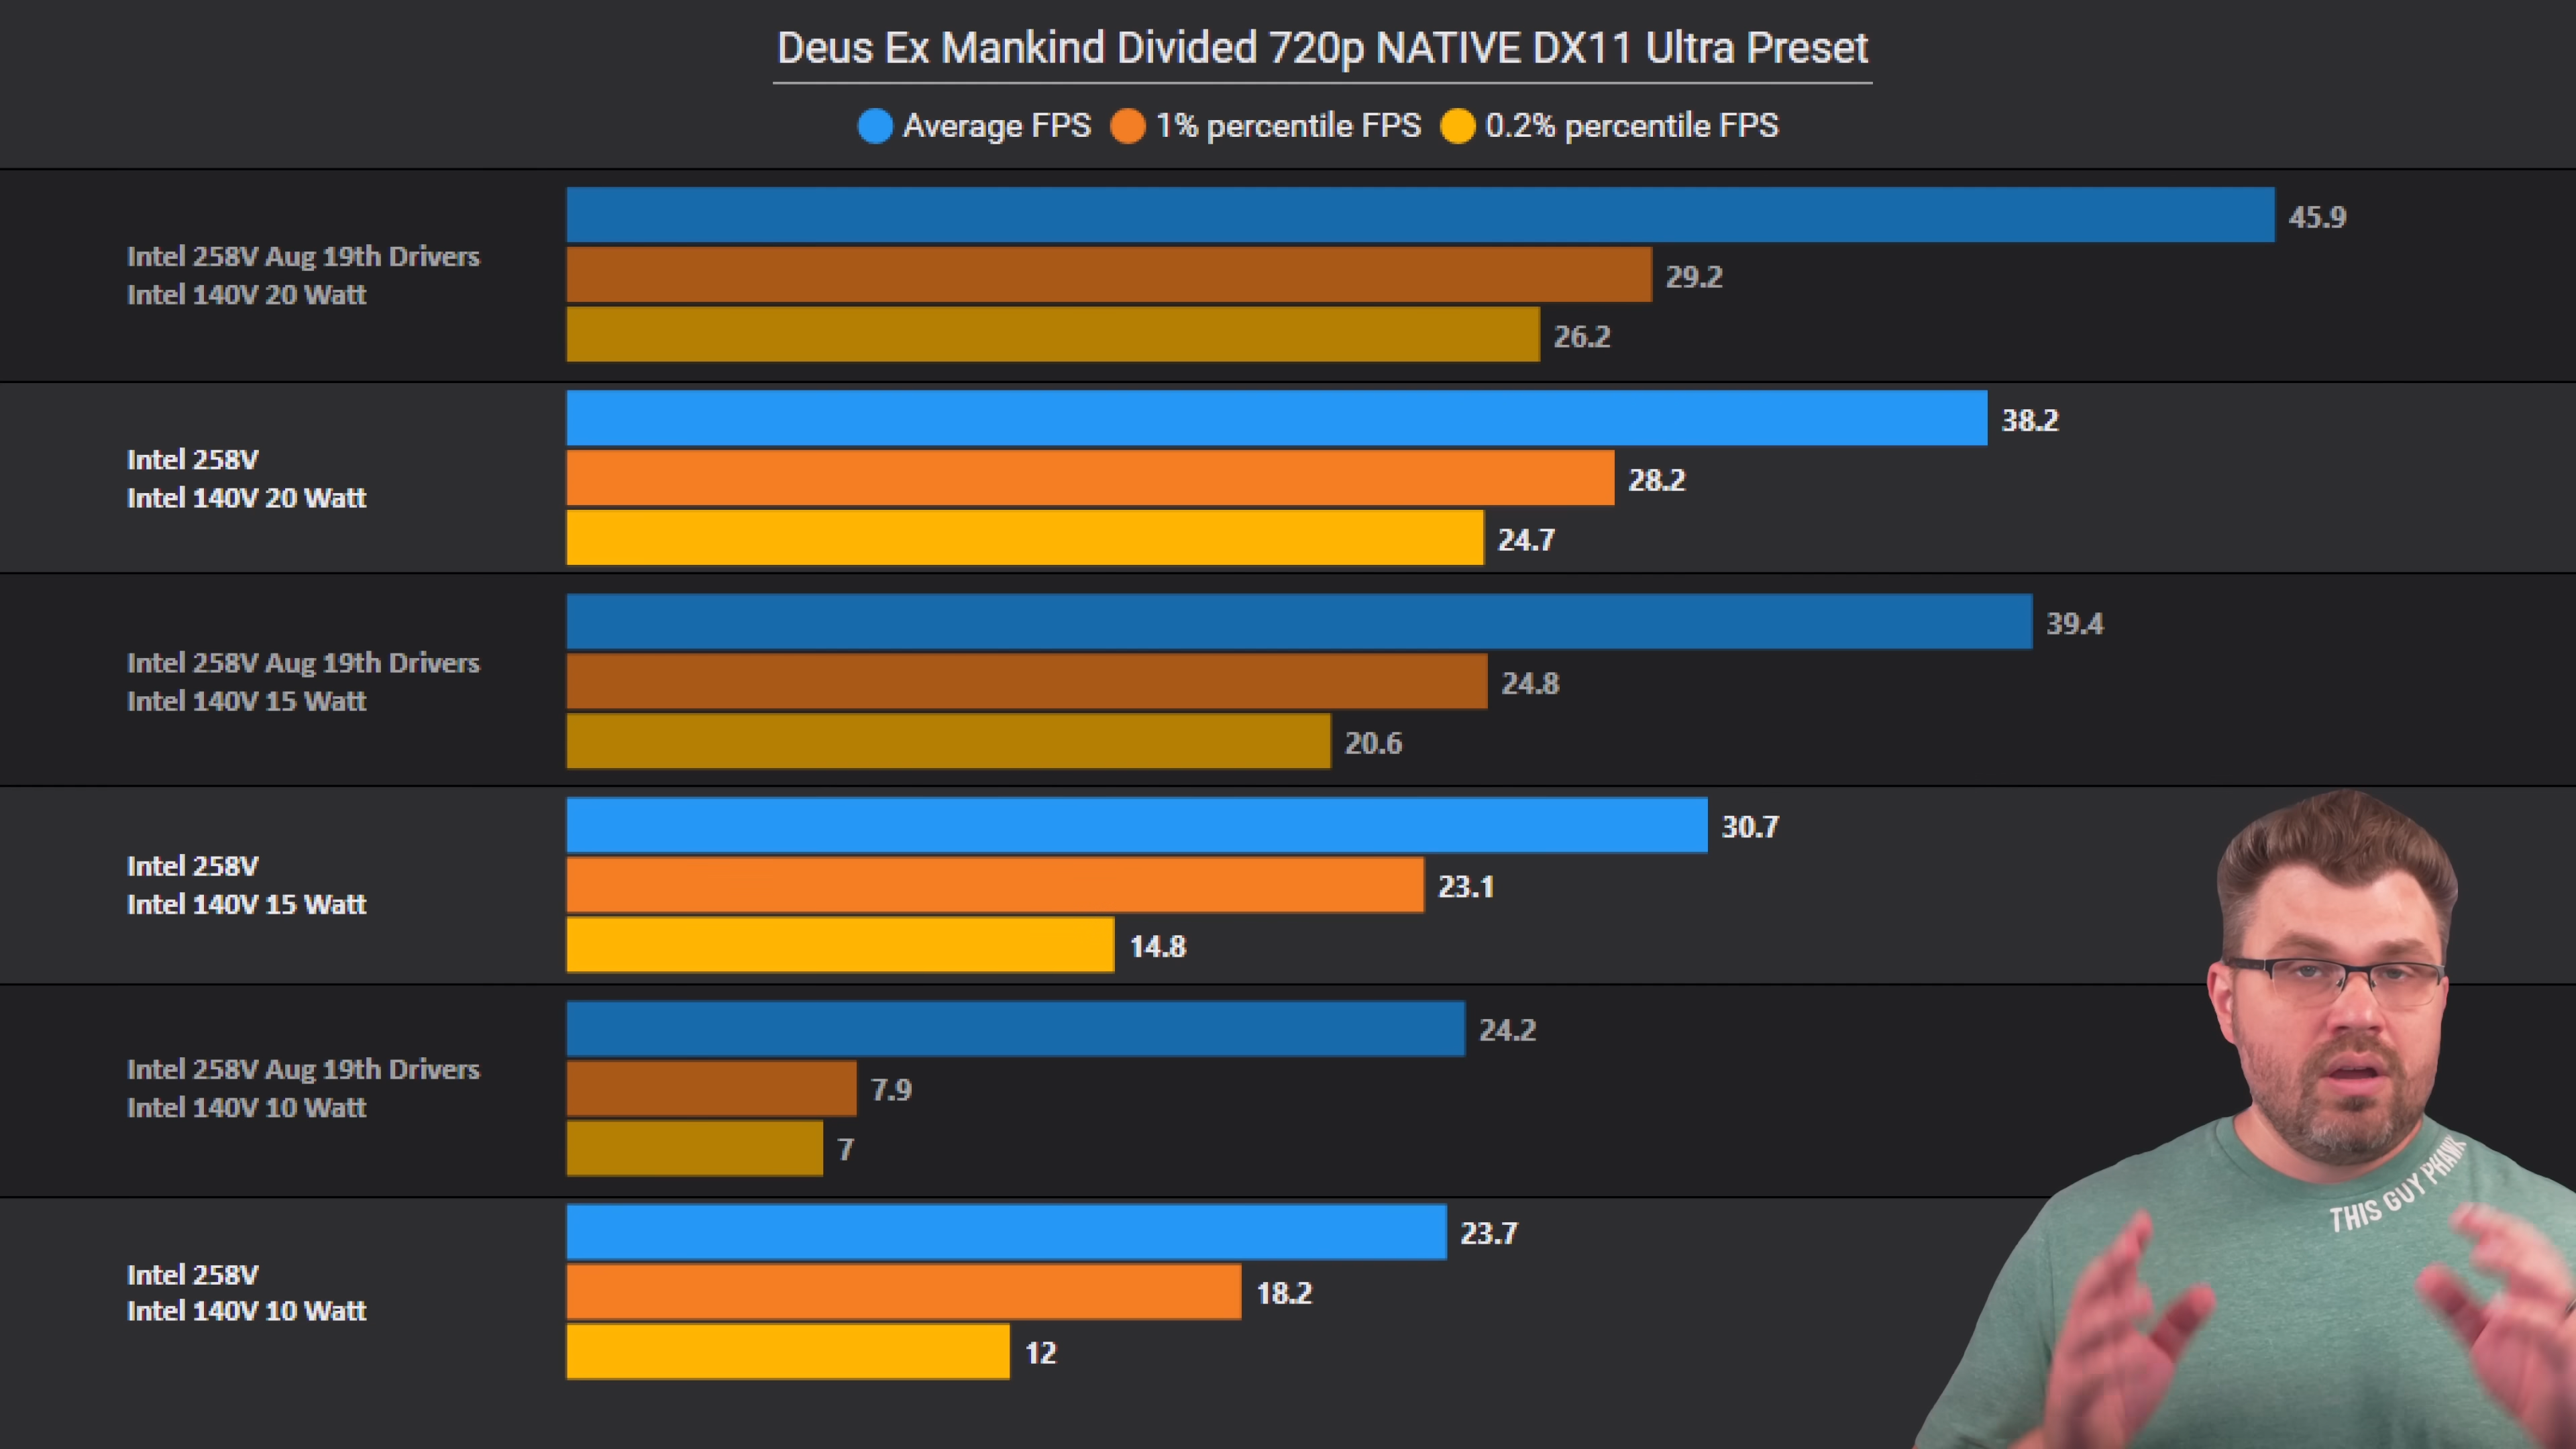 Deus Ex Mankind Divided 720p NATIVE DX11 Ultra Preset
Average FPS 1% percentile FPS 0.2% percentile FPS
Intel 258V Aug 19th Drivers
Intel 140V 20 Watt
45.9
29.2
26.2
Intel 258V
Intel 140V 20 Watt
38.2
28.2
24.7
Intel 258V Aug 19th Drivers
Intel 140V 15 Watt
39.4
24.8
20.6
Intel 258V
Intel 140V 15 Watt
30.7
23.1
14.8
Intel 258V Aug 19th Drivers
Intel 140V 10 Watt
24.2
7.9
7
Intel 258V
Intel 140V 10 Watt
23.7
18.2
12
THIS GUY PHAWK